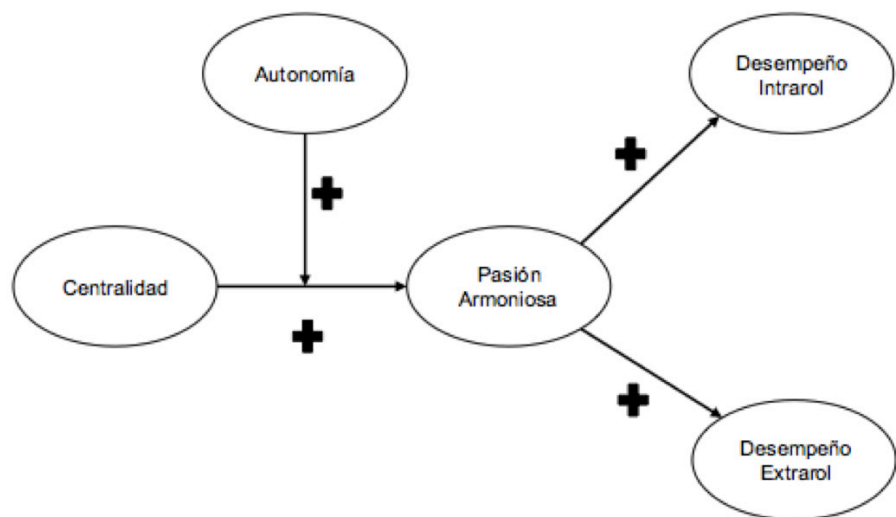 Autonomía
Desempeño
Intrarol
Centralidad
Pasión
Armoniosa
Desempeño
Extrarol